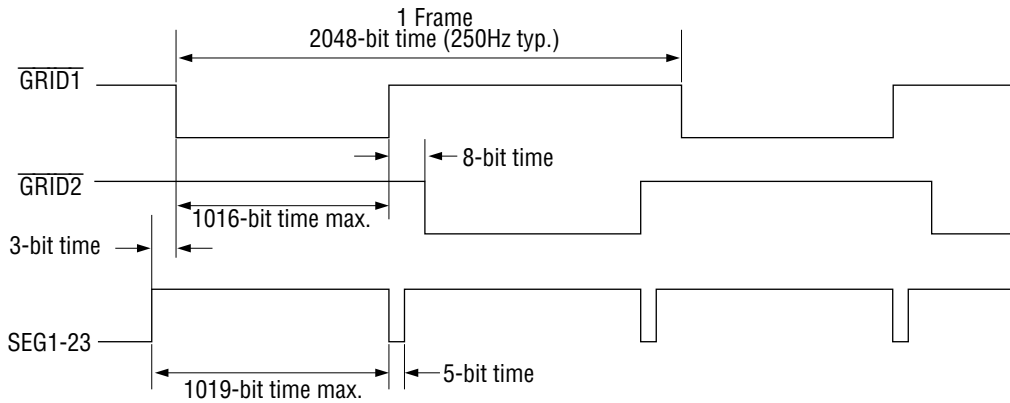 1 Frame
2048-bit time (250Hz typ.)
GRID1
8-bit time
GRID2
1016-bit time max.
3-bit time
SEG1-23
5-bit time
1019-bit time max.